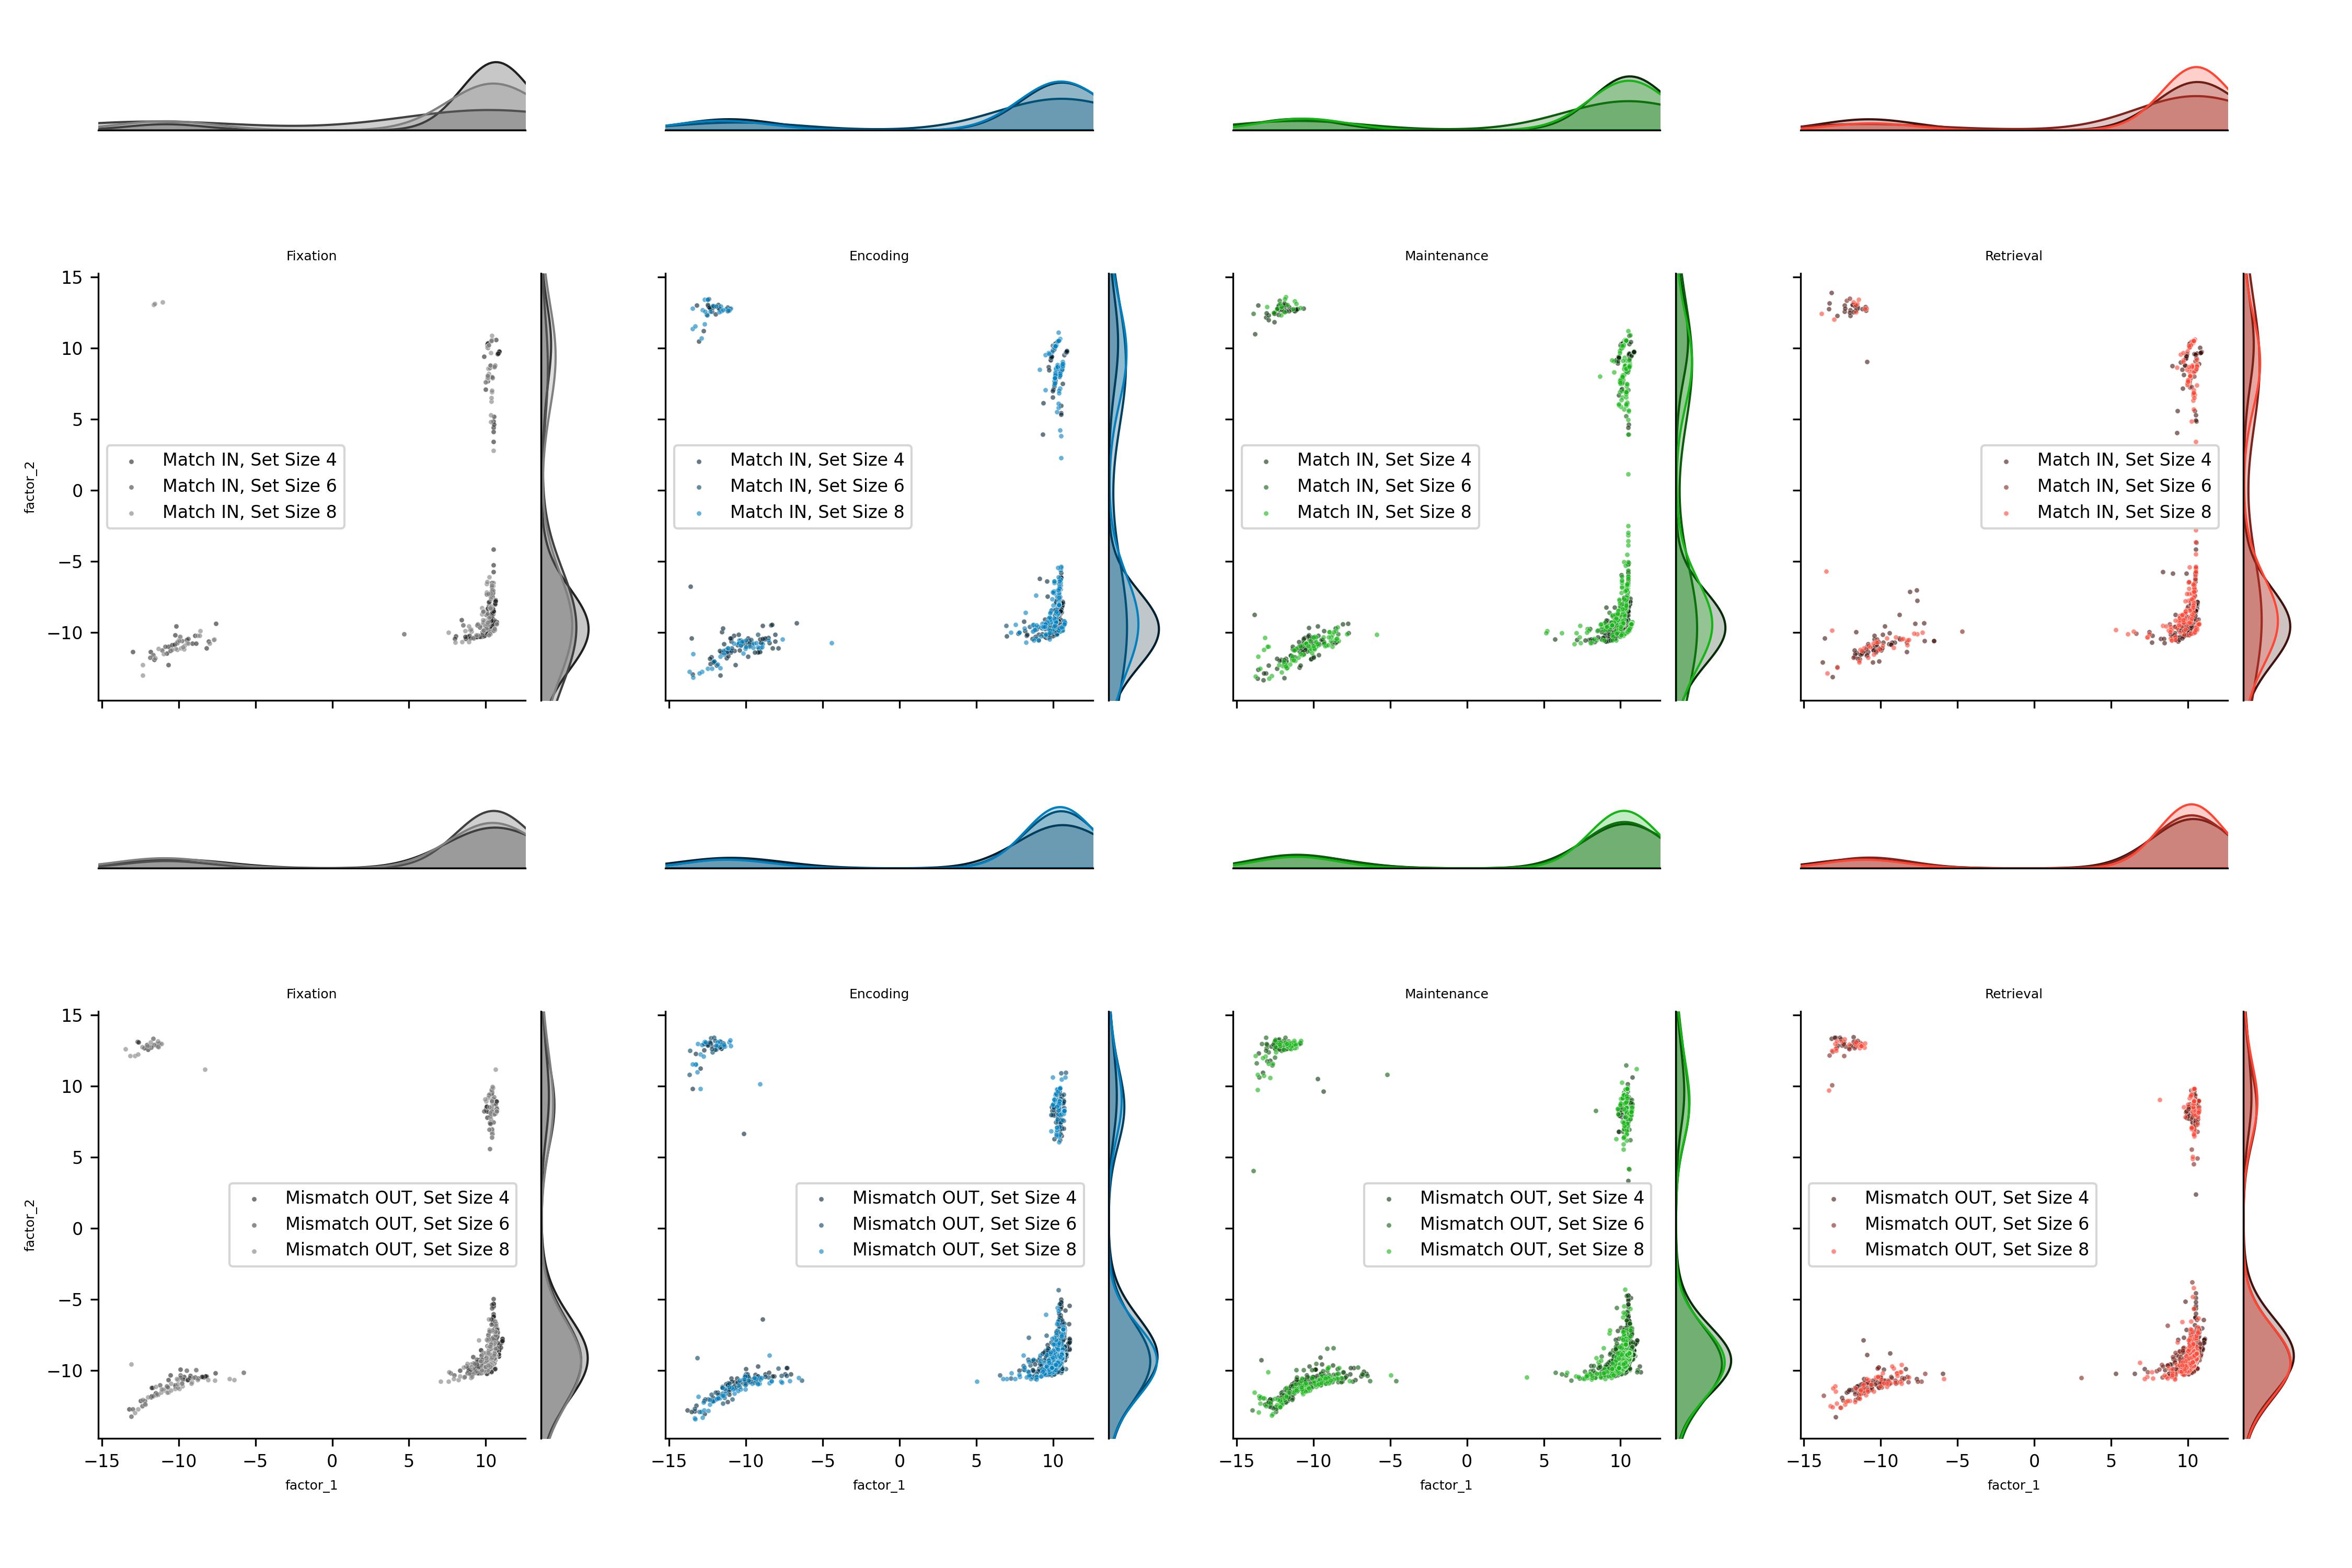 Fixation
Encoding
Maintenance
Retrieval
15
10
5
0
−5
−10
factor_2
Match IN, Set Size 4
Match IN, Set Size 6
Match IN, Set Size 8
Match IN, Set Size 4
Match IN, Set Size 6
Match IN, Set Size 8
Match IN, Set Size 4
Match IN, Set Size 6
Match IN, Set Size 8
Match IN, Set Size 4
Match IN, Set Size 6
Match IN, Set Size 8
Fixation
Encoding
Maintenance
Retrieval
15
10
5
0
−5
−10
factor_2
Mismatch OUT, Set Size 4
Mismatch OUT, Set Size 6
Mismatch OUT, Set Size 8
Mismatch OUT, Set Size 4
Mismatch OUT, Set Size 6
Mismatch OUT, Set Size 8
Mismatch OUT, Set Size 4
Mismatch OUT, Set Size 6
Mismatch OUT, Set Size 8
Mismatch OUT, Set Size 4
Mismatch OUT, Set Size 6
Mismatch OUT, Set Size 8
−15 −10 −5 0 5 10
−15 −10 −5 0 5 10
−15 −10 −5 0 5 10
−15 −10 −5 0 5 10
factor_1
factor_1
factor_1
factor_1